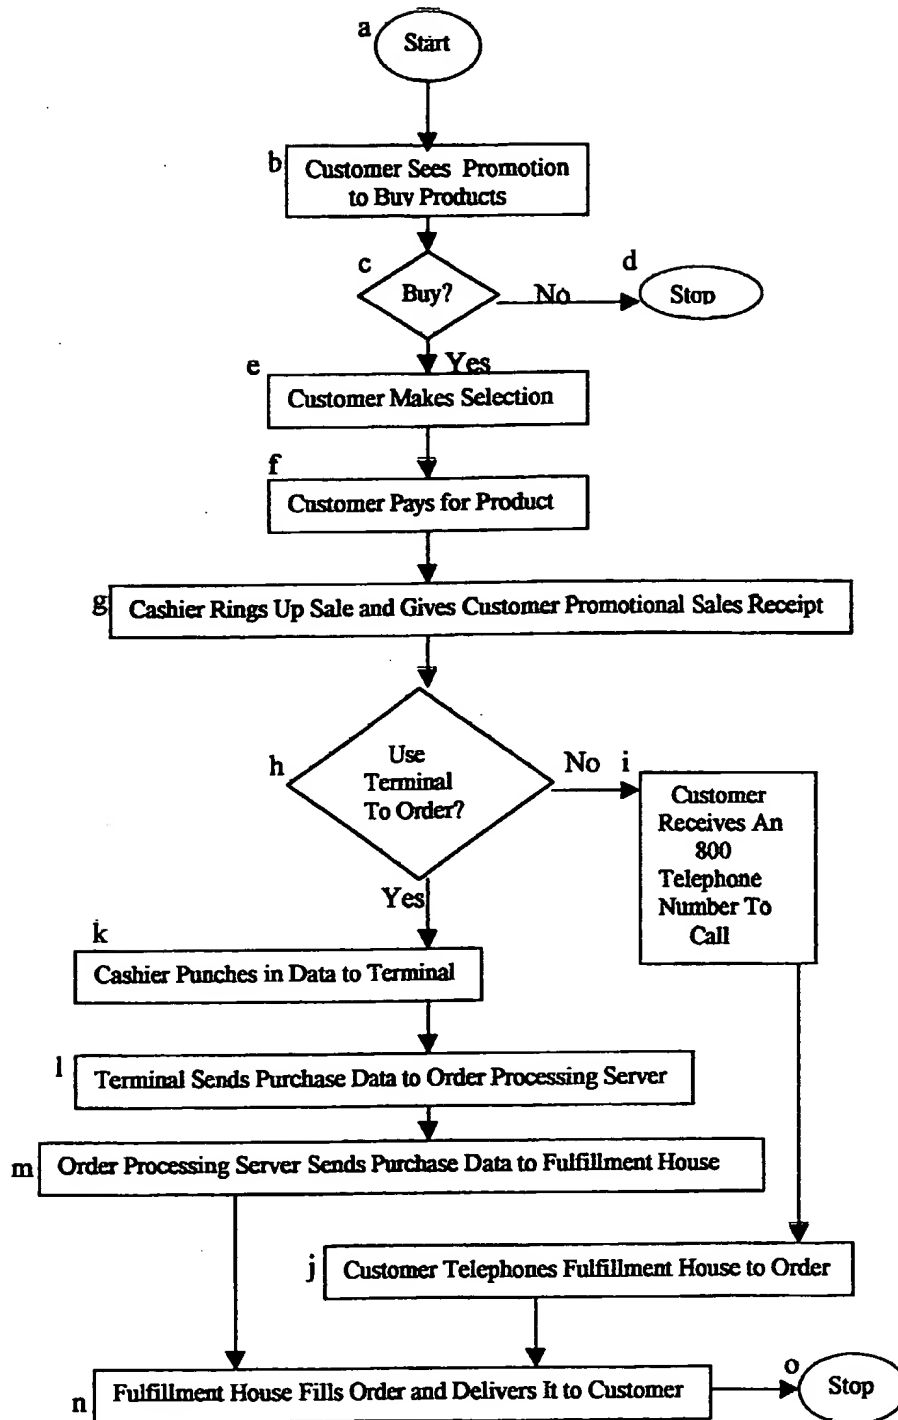 a
Start
b
Customer Sees Promotion
to Buy Products
c
Buy?
No
d
Stop
Yes
e
Customer Makes Selection
f
Customer Pays for Product
g
Cashier Rings Up Sale and Gives Customer Promotional Sales Receipt
h
Use
Terminal
To Order?
No
i
Customer
Receives An
800
Telephone
Number To
Call
Yes
k
Cashier Punches in Data to Terminal
l
Terminal Sends Purchase Data to Order Processing Server
m
Order Processing Server Sends Purchase Data to Fulfillment House
j
Customer Telephones Fulfillment House to Order
n
Fulfillment House Fills Order and Delivers It to Customer
o
Stop